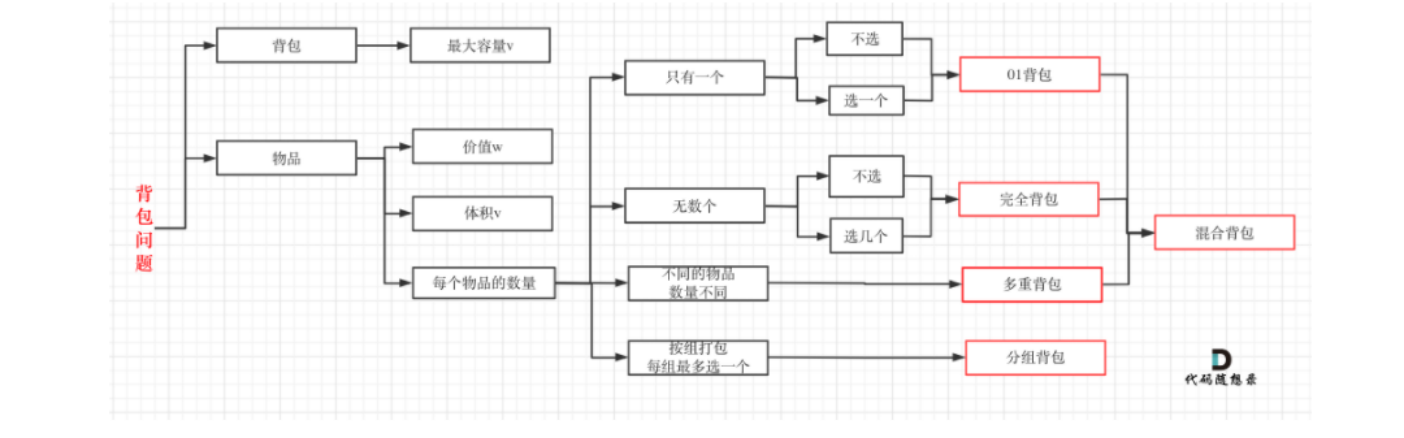 背包问题
背包
最大容量v
物品
价值w
体积v
每个物品的数量
只有一个
不选
选一个
01背包
无数个
不选
选几个
完全背包
不同的物品
数量不同
多重背包
混合背包
按组打包
每组最多选一个
分组背包
代码随想录